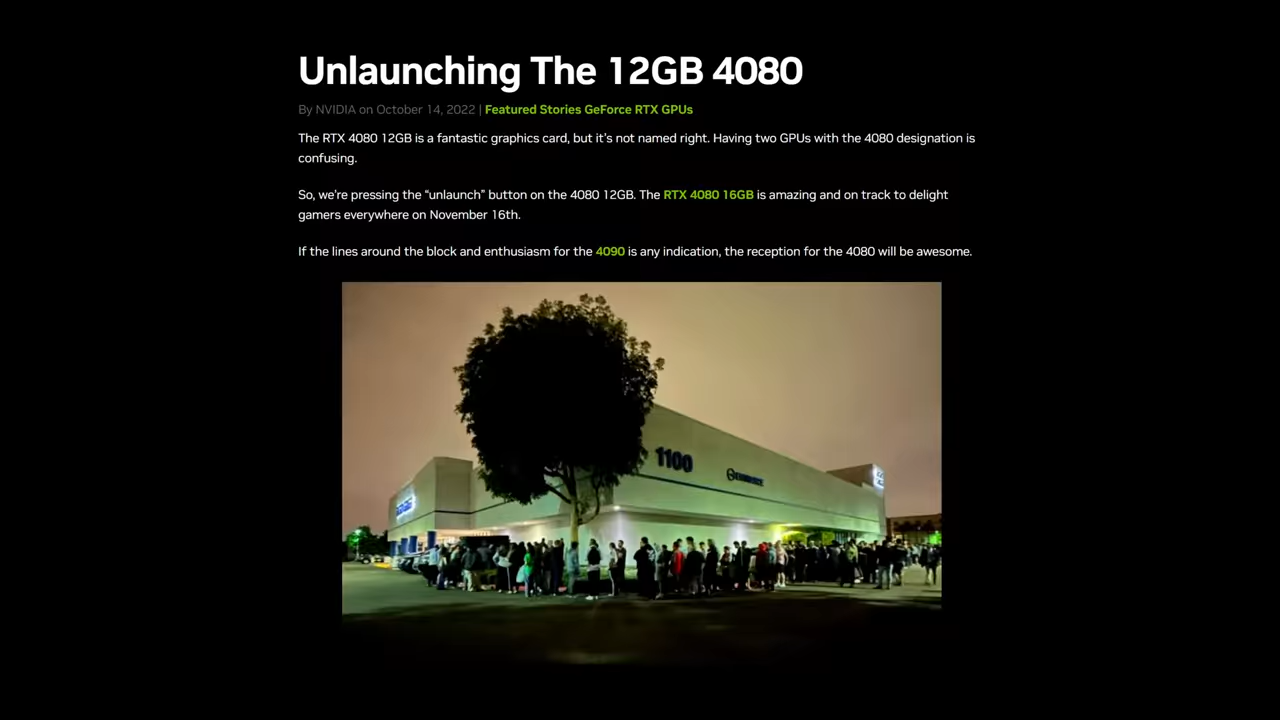 Unlaunching The 12GB 4080
By NVIDIA on October 14, 2022 | Featured Stories GeForce RTX GPUs
The RTX 4080 12GB is a fantastic graphics card, but it's not named right. Having two GPUs with the 4080 designation is
confusing.
So, we're pressing the “unlaunch” button on the 4080 12GB. The RTX 4080 16GB is amazing and on track to delight
gamers everywhere on November 16th.
If the lines around the block and enthusiasm for the 4090 is any indication, the reception for the 4080 will be awesome.
1100